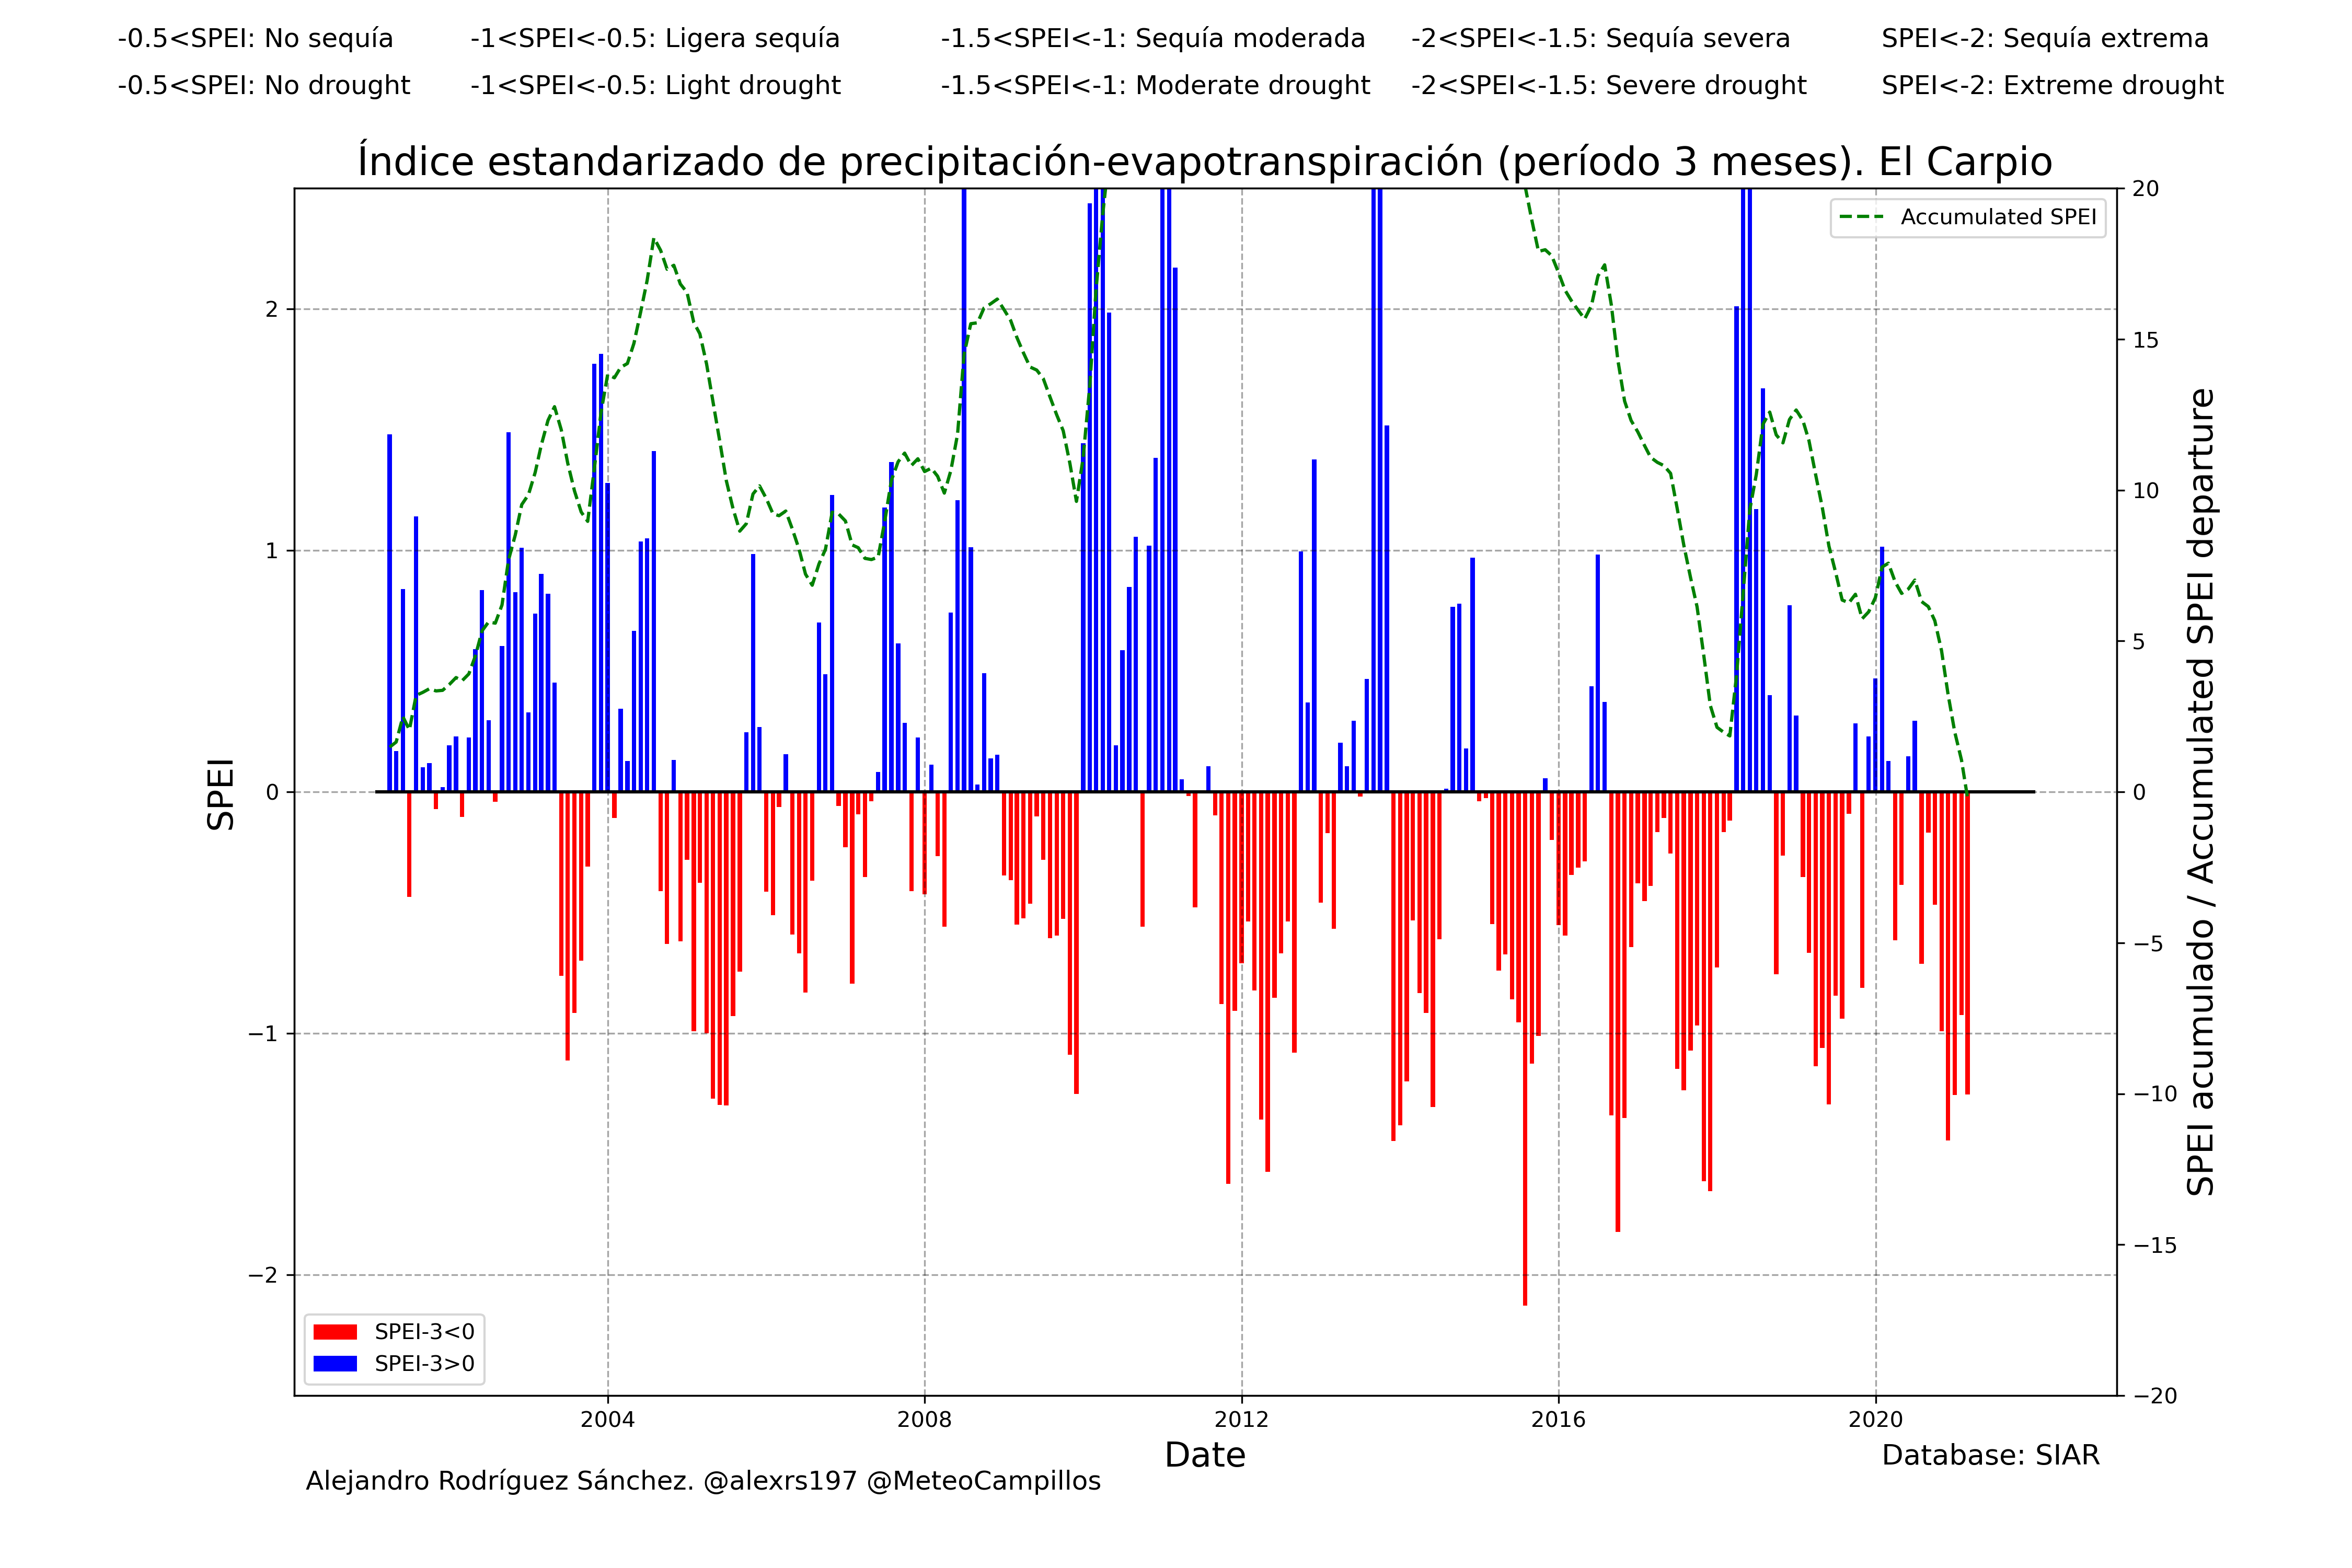 -0.5<SPEI: No sequía -1<SPEI<-0.5: Ligera sequía -1.5<SPEI<-1: Sequía moderada -2<SPEI<-1.5: Sequía severa SPEI<-2: Sequía extrema
-0.5<SPEI: No drought -1<SPEI<-0.5: Light drought -1.5<SPEI<-1: Moderate drought -2<SPEI<-1.5: Severe drought SPEI<-2: Extreme drought
Índice estandarizado de precipitación-evapotranspiración (período 3 meses). El Carpio
Accumulated SPEI
SPEI
2
1
0
−1
−2
20
15
10
5
0
−5
−10
−15
−20
SPEI acumulado / Accumulated SPEI departure
SPEI-3<0
SPEI-3>0
2004 2008 2012 2016 2020
Date
Database: SIAR
Alejandro Rodríguez Sánchez. @alexrs197 @MeteoCampillos